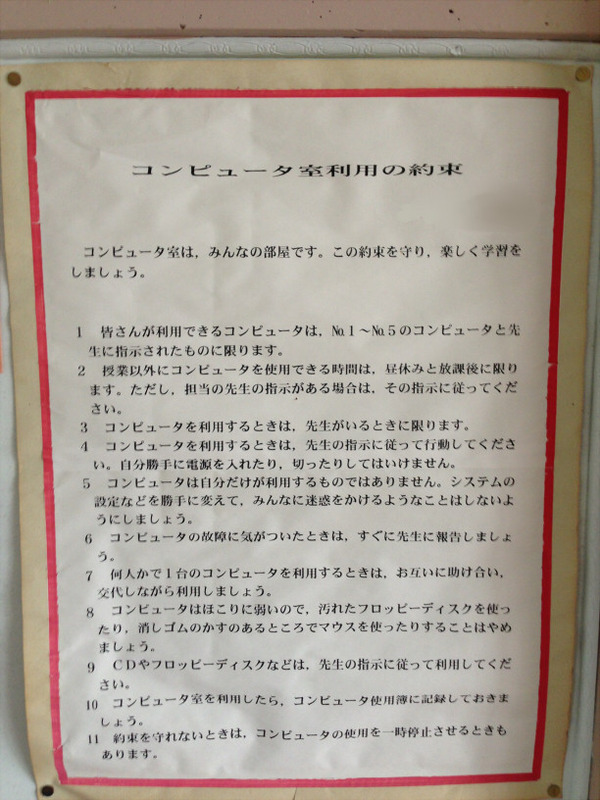 コンピュータ室利用の約束
コンピュータ室は，みんなの部屋です。この約束を守り，楽しく学習を
しましょう。
1 皆さんが利用できるコンピュータは，№1～№5のコンピュータと先
生に指示されたものに限ります。
2 授業以外にコンピュータを使用できる時間は，昼休みと放課後に限り
ます。ただし，担当の先生の指示がある場合は，その指示に従ってくだ
さい。
3 コンピュータを利用するときは，先生がいるときに限ります。
4 コンピュータを利用するときは，先生の指示に従って行動してくださ
い。自分勝手に電源を入れたり，切ったりしてはいけません。
5 コンピュータは自分だけが利用するものではありません。システムの
設定などを勝手に変えて，みんなに迷惑をかけるようなことはしないよ
うにしましょう。
6 コンピュータの故障に気がついたときは，すぐに先生に報告しましょ
う。
7 何人かで1台のコンピュータを利用するときは，お互いに助け合い，
交代しながら利用しましょう。
8 コンピュータはほこりに弱いので，汚れたフロッピーディスクを使っ
たり，消しゴムのかすのあるところでマウスを使ったりすることはやめ
ましょう。
9 CDやフロッピーディスクなどは，先生の指示に従って利用してくだ
さい。
10 コンピュータ室を利用したら，コンピュータ使用簿に記録しておきま
しょう。
11 約束を守れないときは，コンピュータの使用を一時停止させるときも
あります。